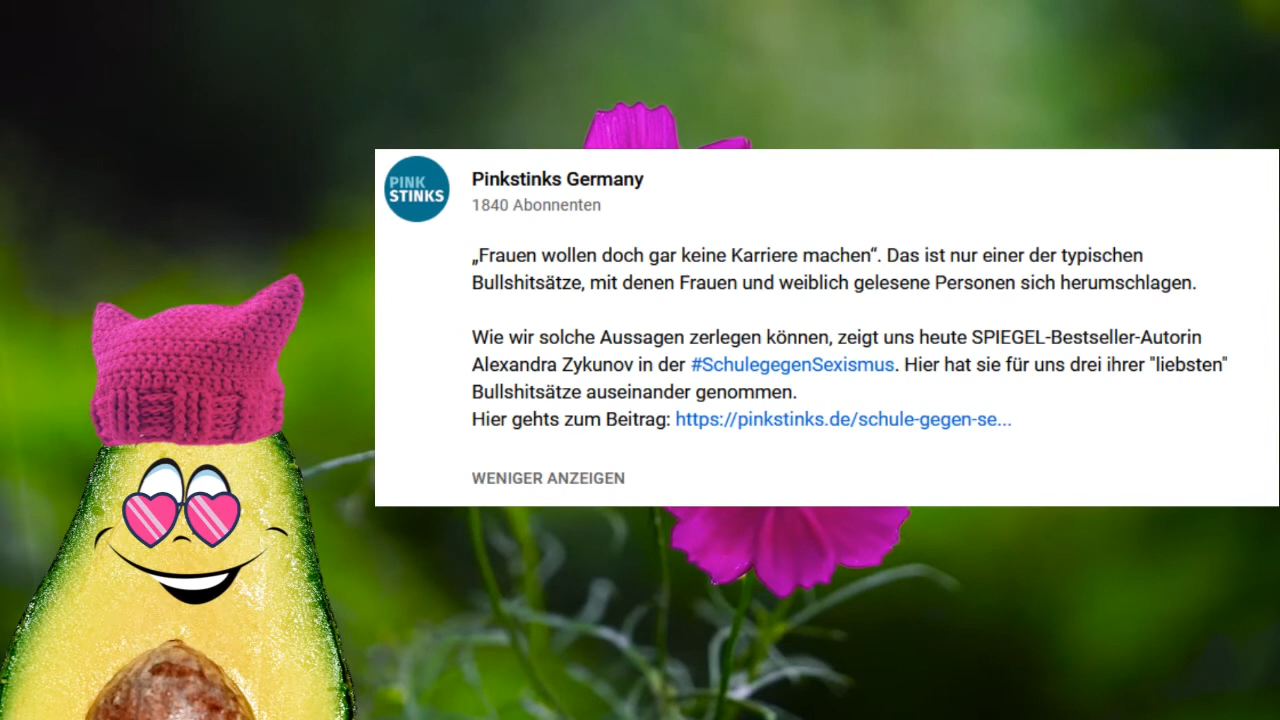 PINK
STINKS
Pinkstinks Germany
1840 Abonnenten
„Frauen wollen doch gar keine Karriere machen“. Das ist nur einer der typischen
Bullshitsätze, mit denen Frauen und weiblich gelesene Personen sich herumschlagen.
Wie wir solche Aussagen zerlegen können, zeigt uns heute SPIEGEL-Bestseller-Autorin
Alexandra Zykunov in der #SchulegegenSexismus. Hier hat sie für uns drei ihrer "liebsten"
Bullshitsätze auseinander genommen.
Hier gehts zum Beitrag: https://pinkstinks.de/schule-gegen-se...
WENIGER ANZEIGEN